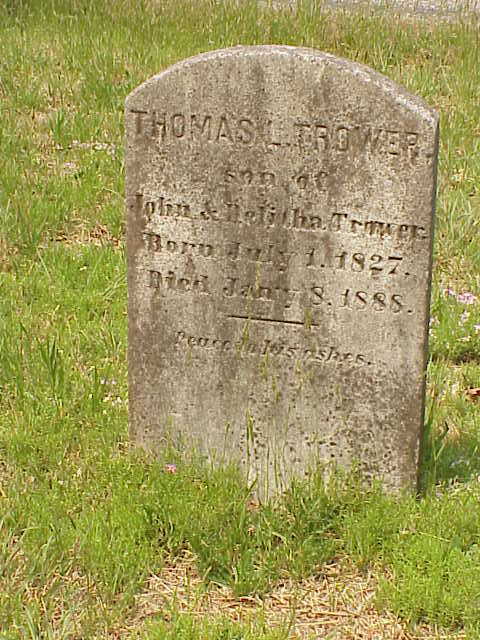 THOMAS L. TROWER.
son of
John & Delitha Trower.
Born July 1. 1827.
Died Jany 8. 1888.
Peace to his ashes.